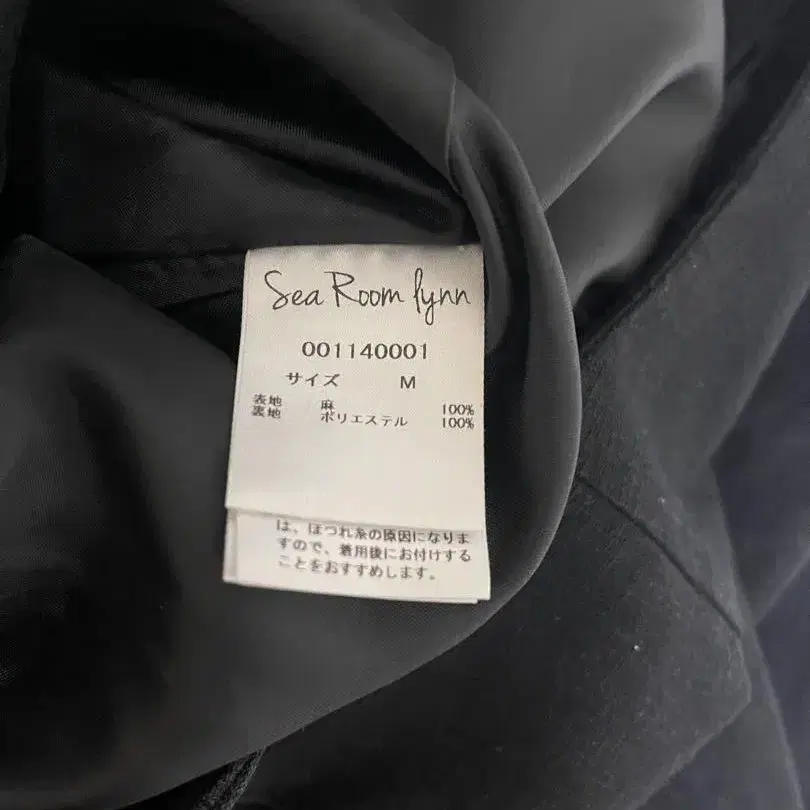 Sea Room lynn
001140001
サイズ M
表地 麻 100%
裏地 ポリエステル 100%
は、ほつれ糸の原因になりま
すので、着用後にお付けする
ことをおすすめします。